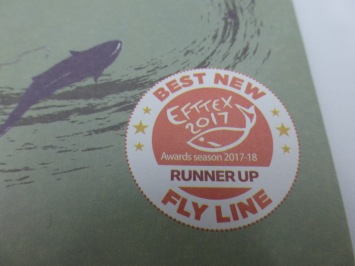 BEST NEW
EFTTEX
2017
Awards season 2017-18
RUNNER UP
FLY LINE